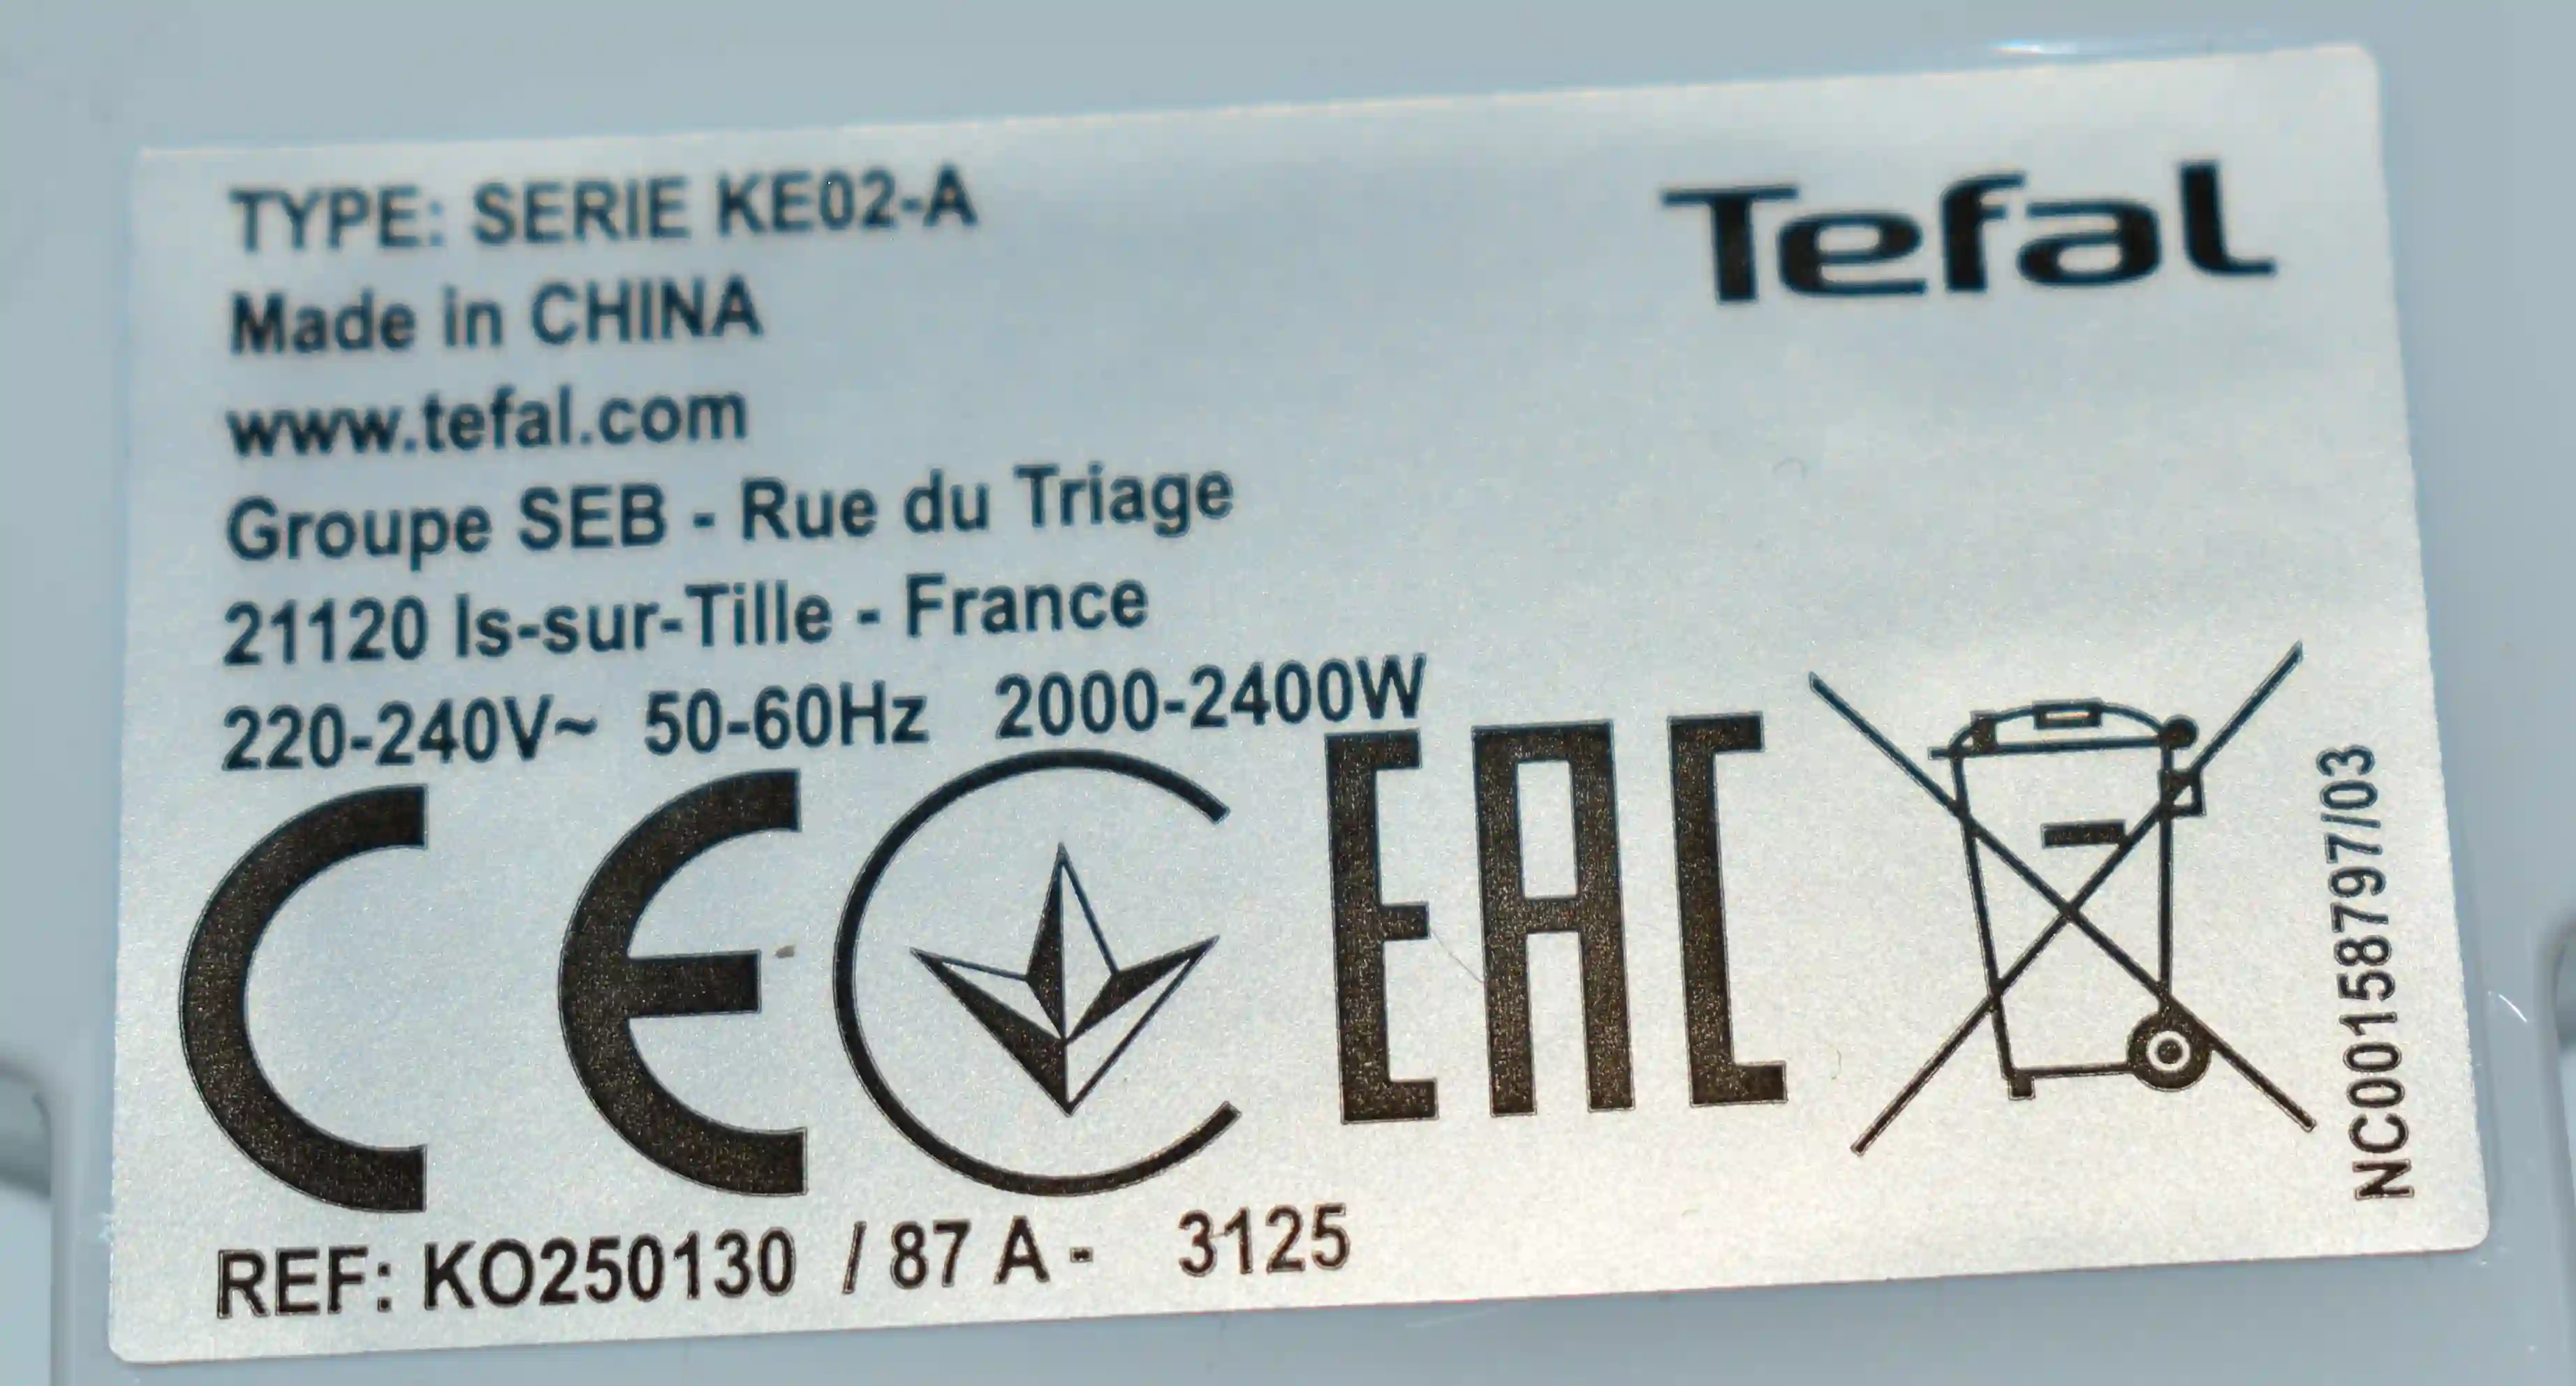 TYPE: SERIE KE02-A
Tefal
Made in CHINA
www.tefal.com
Groupe SEB - Rue du Triage
21120 Is-sur-Tille - France
220-240V~ 50-60Hz 2000-2400W
CE
EAC
NC00158797/03
REF: KO250130 / 87 A - 3125